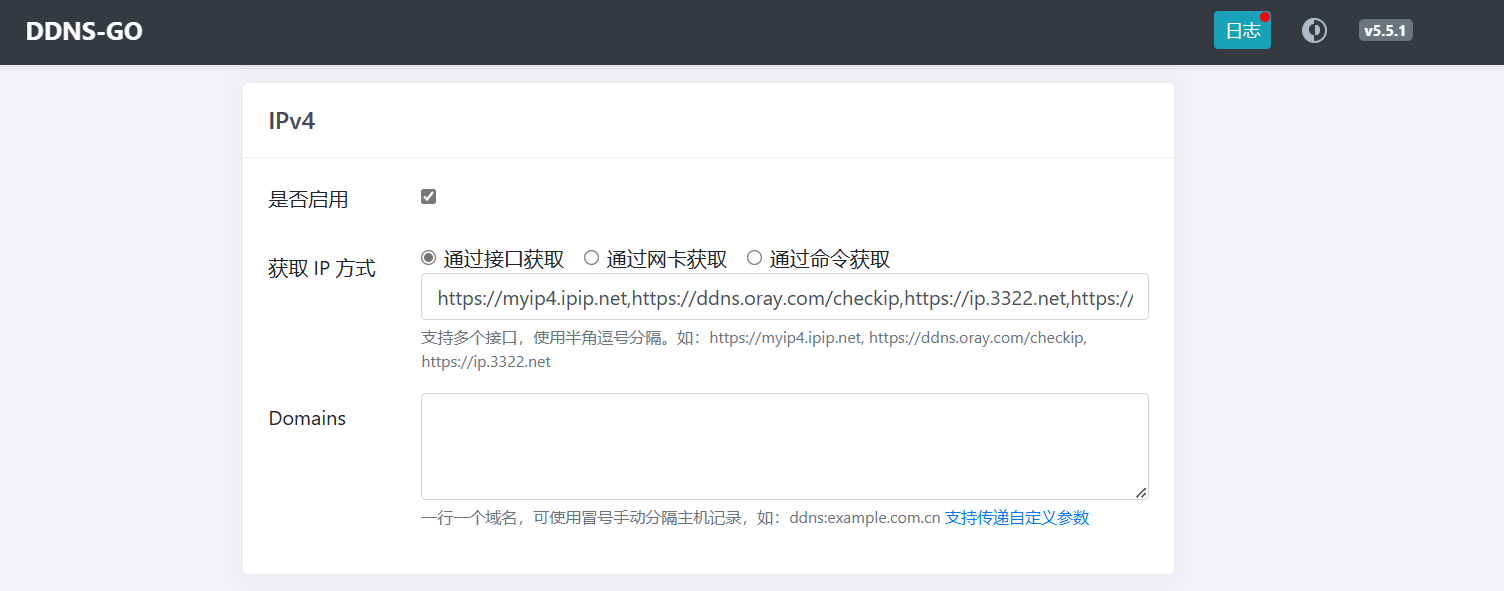 DDNS-GO
日志
v5.5.1
IPv4
是否启用
获取 IP 方式
通过接口获取 通过网卡获取 通过命令获取
https://myip4.ipip.net,https://ddns.oray.com/checkip,https://ip.3322.net,https://
支持多个接口，使用半角逗号分隔。如：https://myip4.ipip.net, https://ddns.oray.com/checkip,
https://ip.3322.net
Domains
一行一个域名，可使用冒号手动分隔主机记录，如：ddns:example.com.cn 支持传递自定义参数